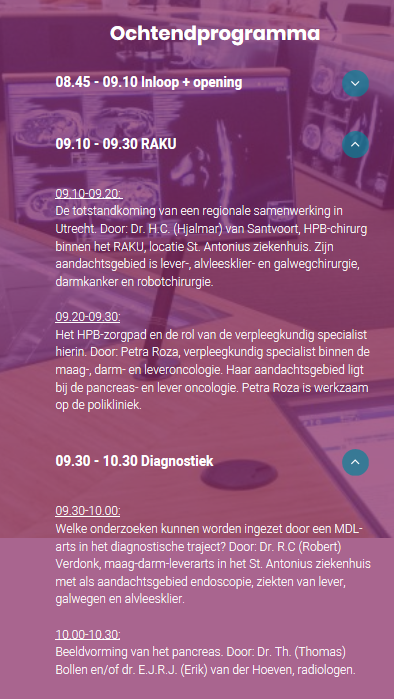 Ochtendprogramma
08.45 - 09.10 Inloop + opening
09.10 - 09.30 RAKU
09.10-09.20:
De totstandkoming van een regionale samenwerking in
Utrecht. Door: Dr. H.C. (Hjalmar) van Santvoort, HPB-chirurg
binnen het RAKU, locatie St. Antonius ziekenhuis. Zijn
aandachtsgebied is lever-, alvleesklier- en galwegchirurgie,
darmkanker en robotchirurgie.
09.20-09.30:
Het HPB-zorgpad en de rol van de verpleegkundig specialist
hierin. Door: Petra Roza, verpleegkundig specialist binnen de
maag-, darm- en leveroncologie. Haar aandachtsgebied ligt
bij de pancreas- en lever oncologie. Petra Roza is werkzaam
op de polikliniek.
09.30 - 10.30 Diagnostiek
09.30-10.00:
Welke onderzoeken kunnen worden ingezet door een MDL-
arts in het diagnostische traject? Door: Dr. R.C (Robert)
Verdonk, maag-darm-leverarts in het St. Antonius ziekenhuis
met als aandachtsgebied endoscopie, ziekten van lever,
galwegen en alvleesklier.
10.00-10.30:
Beeldvorming van het pancreas. Door: Dr. Th. (Thomas)
Bollen en/of dr. E.J.R.J. (Erik) van der Hoeven, radiologen.